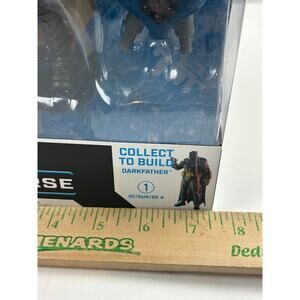 COLLECT
TO BUILD
DARKFATHER
1
OF/SUR/DE 4
RSE
1 2 3 4 5 6 7 8
MENARDS
Dedi